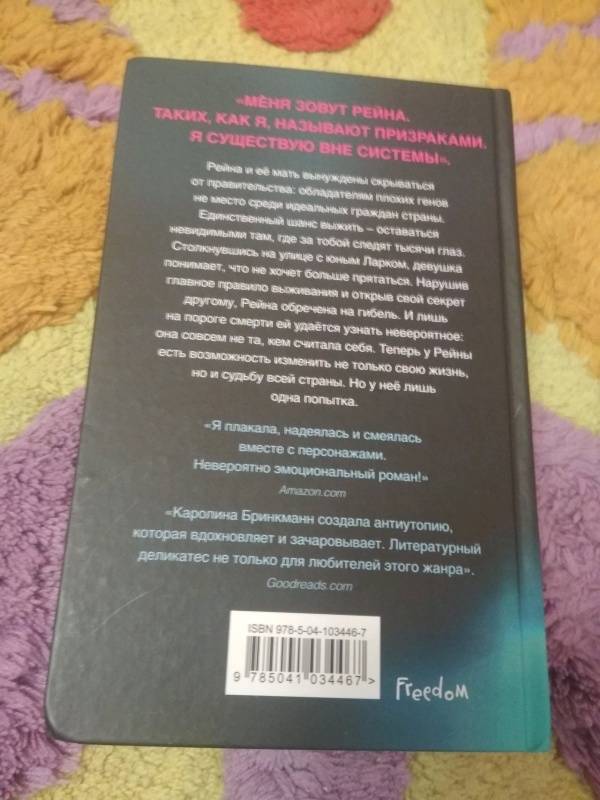 «МЕНЯ ЗОВУТ РЕЙНА.
ТАКИХ, КАК Я, НАЗЫВАЮТ ПРИЗРАКАМИ.
Я СУЩЕСТВУЮ ВНЕ СИСТЕМЫ».
Рейна и её мать вынуждены скрываться
от правительства: обладателям плохих генов
не место среди идеальных граждан страны.
Единственный шанс выжить – оставаться
невидимыми там, где за тобой следят тысячи глаз.
Столкнувшись на улице с юным Ларком, девушка
понимает, что не хочет больше прятаться. Нарушив
главное правило выживания и открыв свой секрет
другому, Рейна обречена на гибель. И лишь
на пороге смерти ей удаётся узнать невероятное:
она совсем не та, кем считала себя. Теперь у Рейны
есть возможность изменить не только свою жизнь,
но и судьбу всей страны. Но у неё лишь
одна попытка.
«Я плакала, надеялась и смеялась
вместе с персонажами.
Невероятно эмоциональный роман!»
Amazon.com
«Каролина Бринкманн создала антиутопию,
которая вдохновляет и зачаровывает. Литературный
деликатес не только для любителей этого жанра».
Goodreads.com
ISBN 978-5-04-103446-7
9 785041 034467 >
Freedom